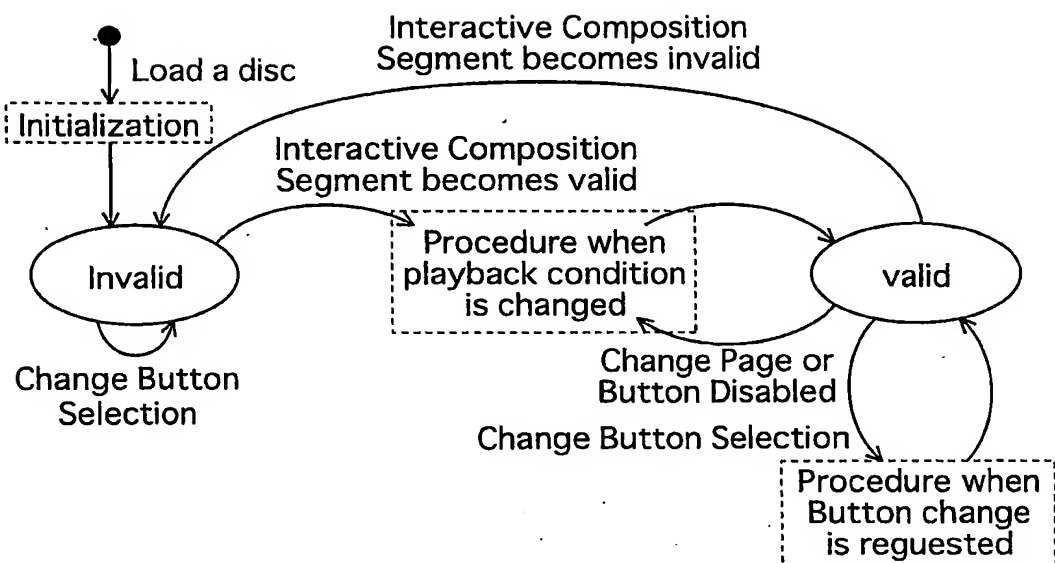 Interactive Composition
Segment becomes invalid
Load a disc
Initialization
Interactive Composition
Segment becomes valid
Procedure when
playback condition
is changed
Invalid
valid
Change Button
Selection
Change Page or
Button Disabled
Change Button Selection
Procedure when
Button change
is reguested